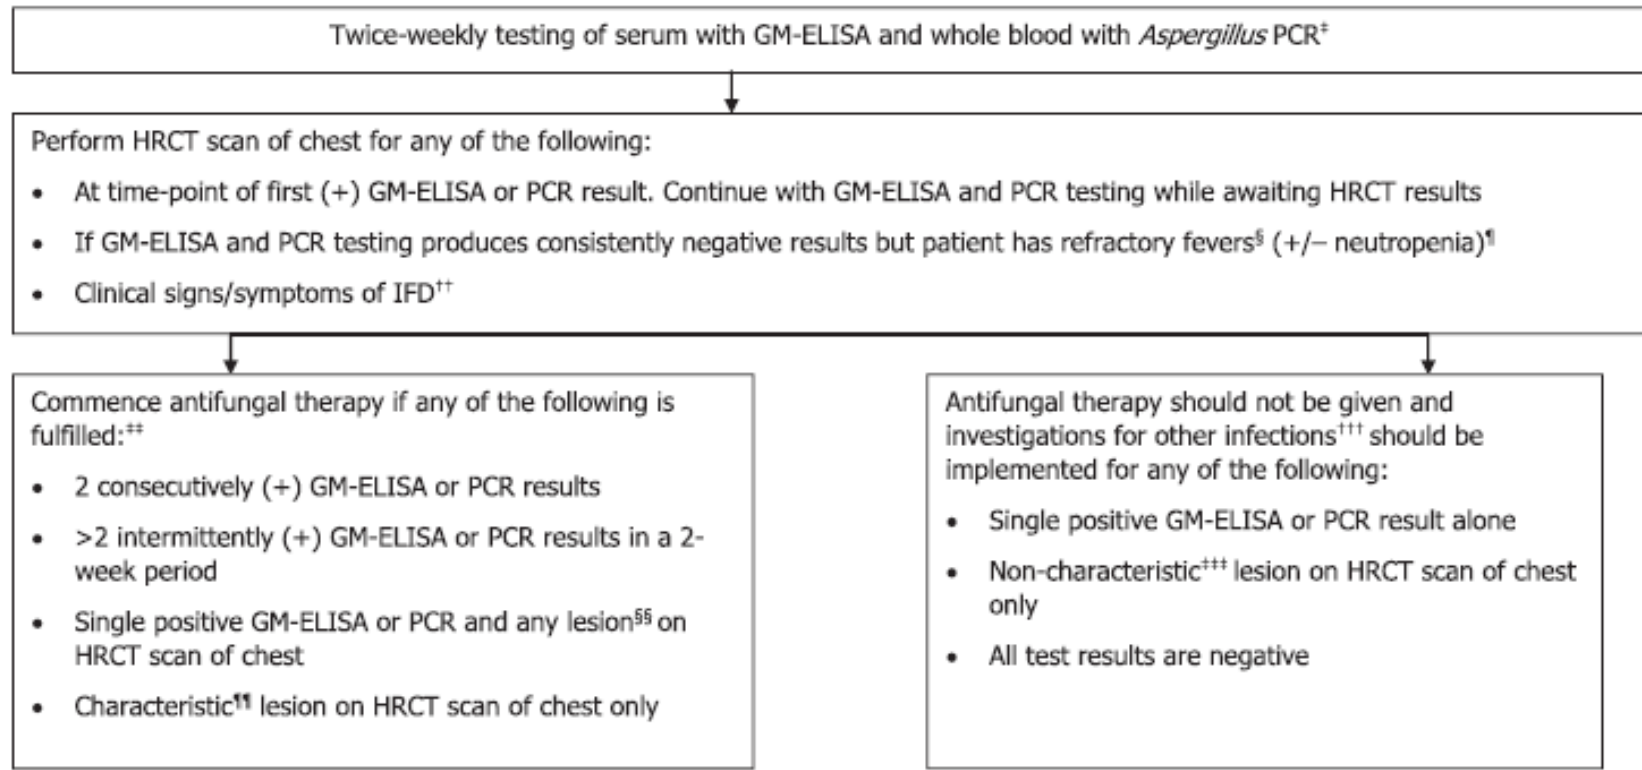 Twice-weekly testing of serum with GM-ELISA and whole blood with Aspergillus PCR‡
Perform HRCT scan of chest for any of the following:
• At time-point of first (+) GM-ELISA or PCR result. Continue with GM-ELISA and PCR testing while awaiting HRCT results
• If GM-ELISA and PCR testing produces consistently negative results but patient has refractory fevers§ (+/– neutropenia)¶
• Clinical signs/symptoms of IFD††
Commence antifungal therapy if any of the following is
fulfilled:‡‡
• 2 consecutively (+) GM-ELISA or PCR results
• >2 intermittently (+) GM-ELISA or PCR results in a 2-
week period
• Single positive GM-ELISA or PCR and any lesion§§ on
HRCT scan of chest
• Characteristic¶¶ lesion on HRCT scan of chest only
Antifungal therapy should not be given and
investigations for other infections††† should be
implemented for any of the following:
• Single positive GM-ELISA or PCR result alone
• Non-characteristic‡‡‡ lesion on HRCT scan of chest
only
• All test results are negative